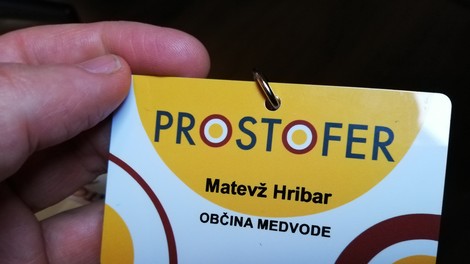 PROSTOFER
Matevž Hribar
OBČINA MEDVODE